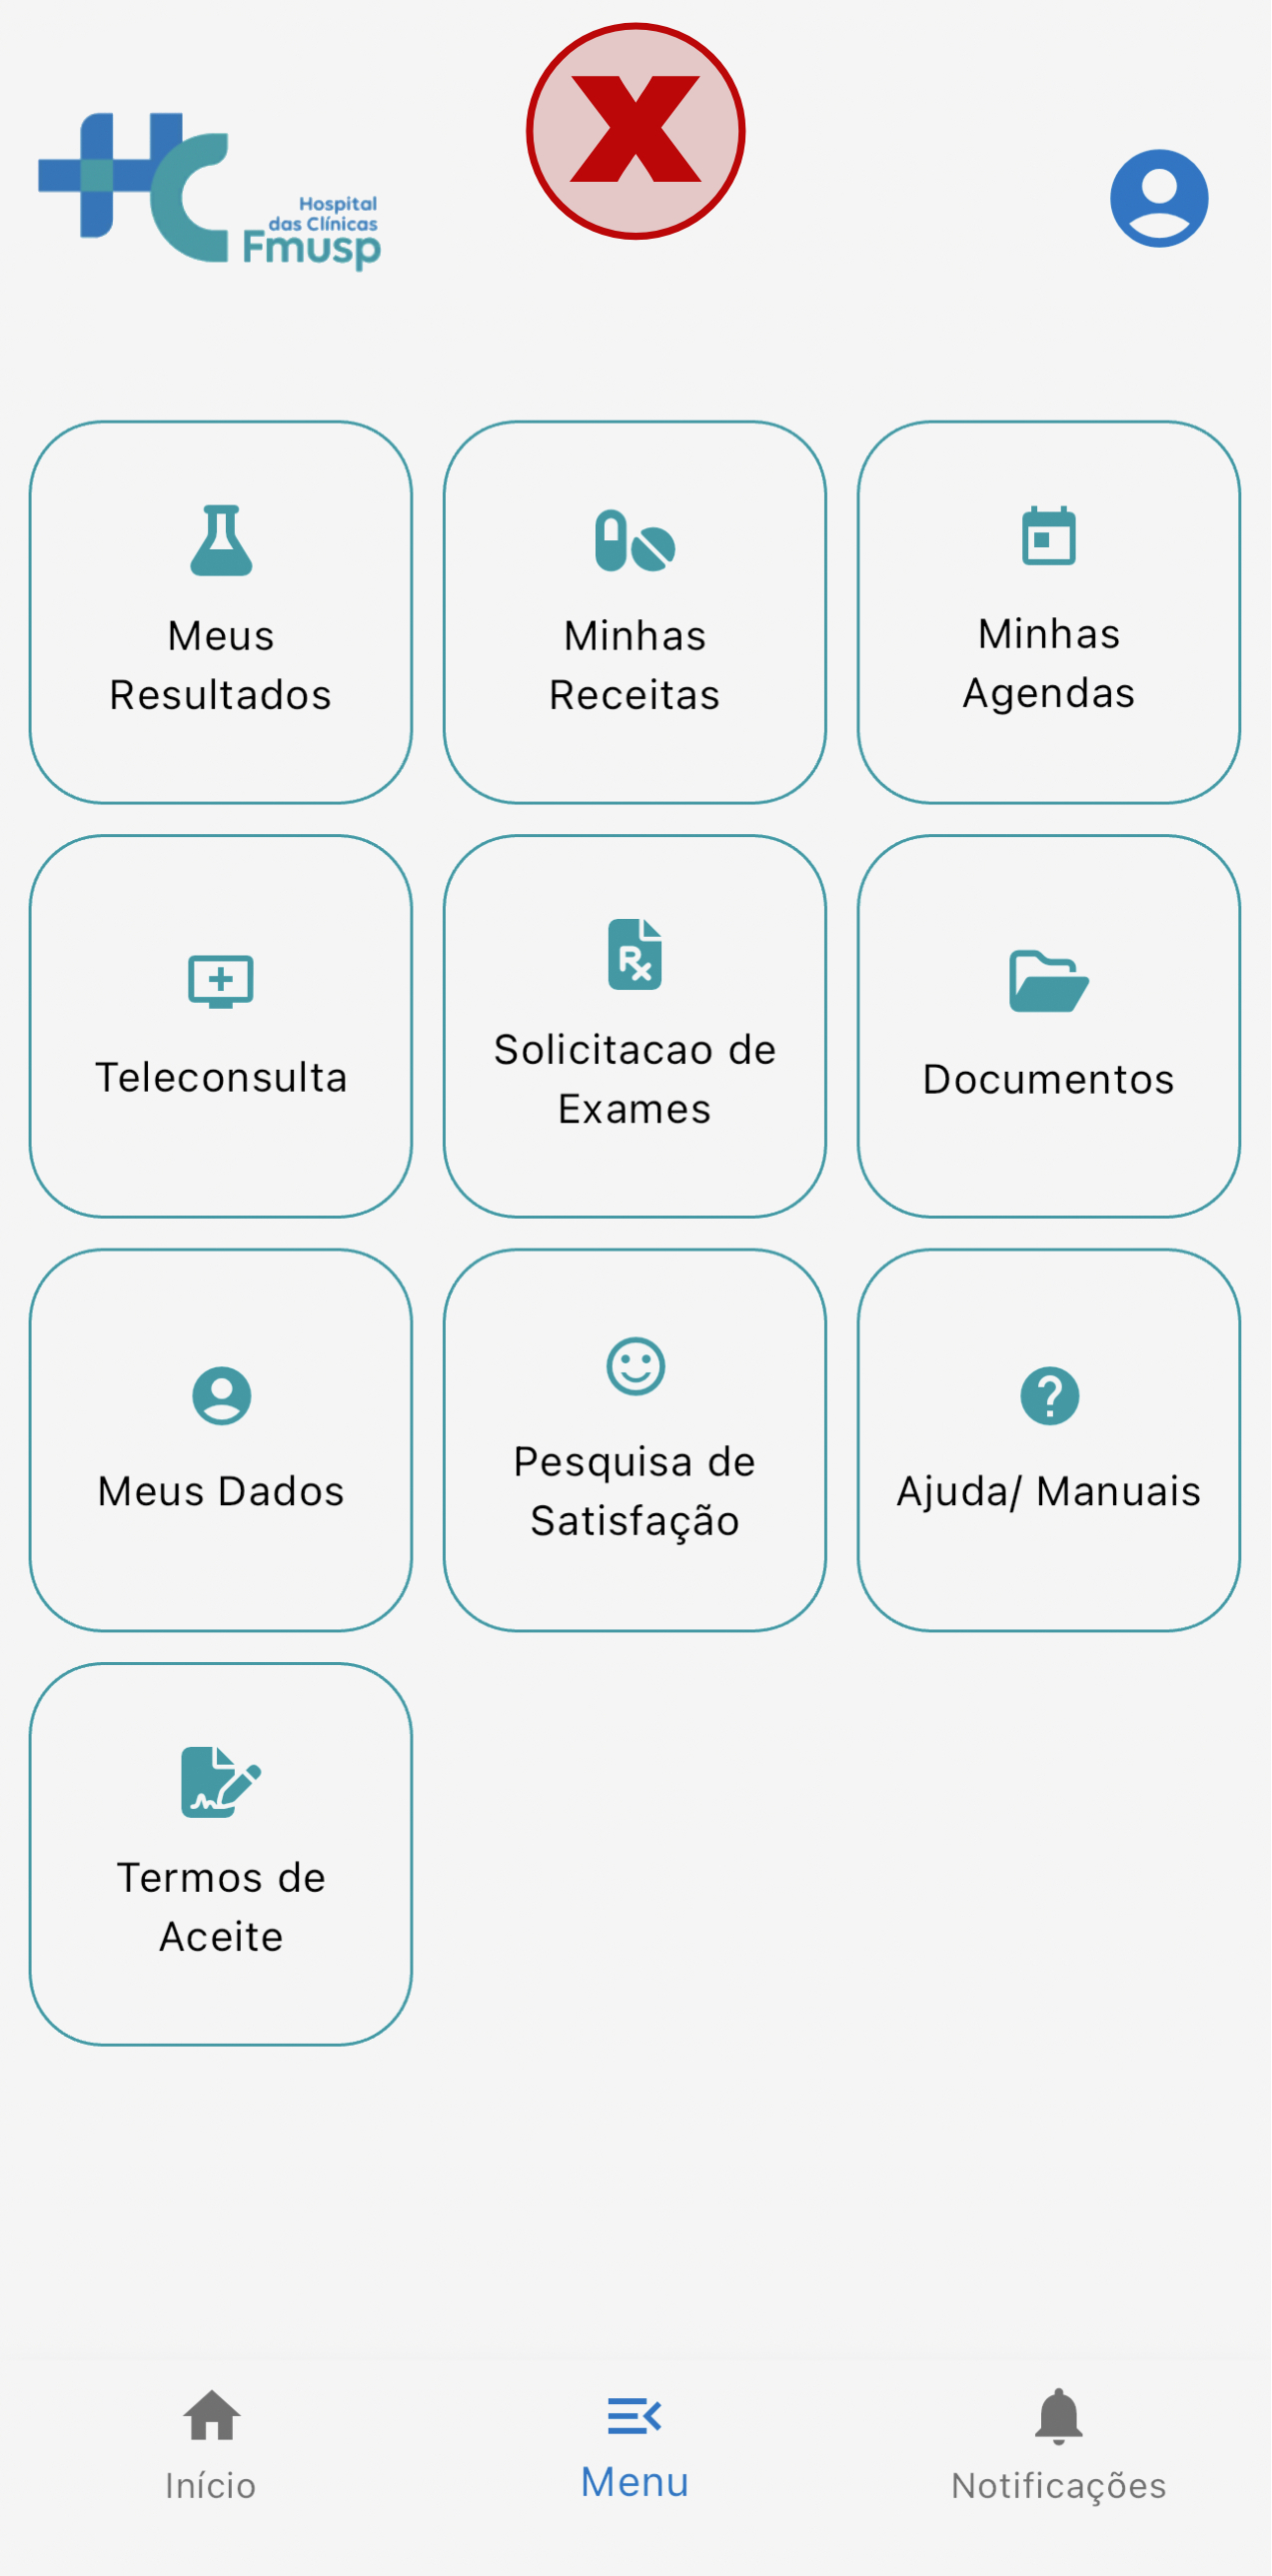 X
HC
Hospital
das Clínicas
Fmusp
Meus
Resultados
Minhas
Receitas
Minhas
Agendas
Teleconsulta
Rx
Solicitacao de
Exames
Documentos
Meus Dados
Pesquisa de
Satisfação
?
Ajuda/ Manuais
Termos de
Aceite
Início
Menu
Notificações